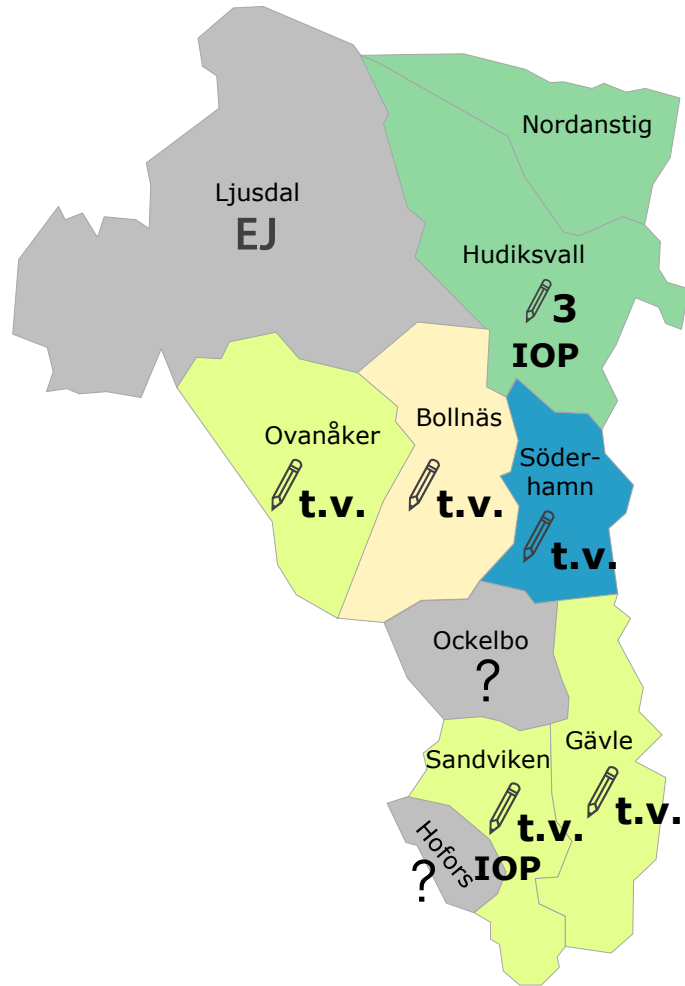 Nordanstig
Ljusdal
EJ
Hudiksvall
3
IOP
Ovanåker
t.v.
Bollnäs
t.v.
Söder-
hamn
t.v.
Ockelbo
?
Gävle
t.v.
Sandviken
t.v.
IOP
Hofors
?